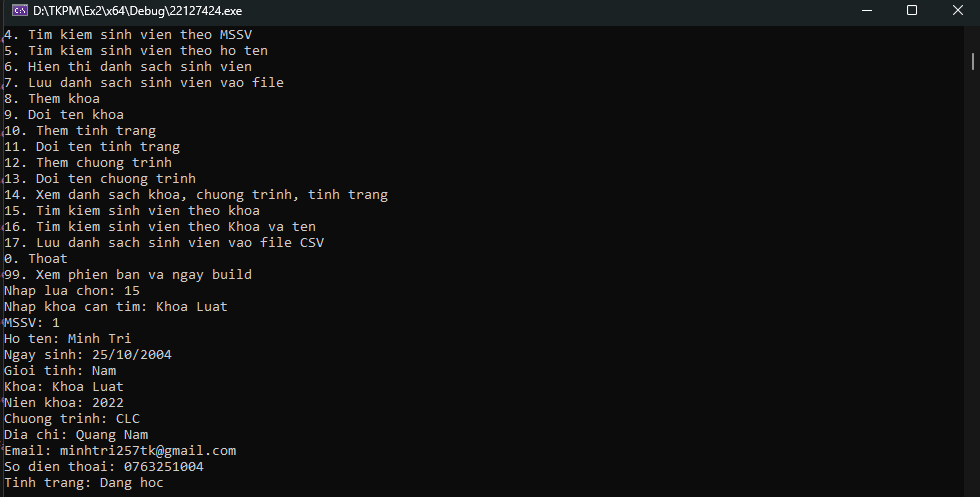 D:\TKPM\Ex2\x64\Debug\22127424.exe
4. Tim kiem sinh vien theo MSSV
5. Tim kiem sinh vien theo ho ten
6. Hien thi danh sach sinh vien
7. Luu danh sach sinh vien vao file
8. Them khoa
9. Doi ten khoa
10. Them tinh trang
11. Doi ten tinh trang
12. Them chuong trinh
13. Doi ten chuong trinh
14. Xem danh sach khoa, chuong trinh, tinh trang
15. Tim kiem sinh vien theo khoa
16. Tim kiem sinh vien theo Khoa va ten
17. Luu danh sach sinh vien vao file CSV
0. Thoat
99. Xem phien ban va ngay build
Nhap lua chon: 15
Nhap khoa can tim: Khoa Luat
MSSV: 1
Ho ten: Minh Tri
Ngay sinh: 25/10/2004
Gioi tinh: Nam
Khoa: Khoa Luat
Nien khoa: 2022
Chuong trinh: CLC
Dia chi: Quang Nam
Email: minhtri257tk@gmail.com
So dien thoai: 0763251004
Tinh trang: Dang hoc